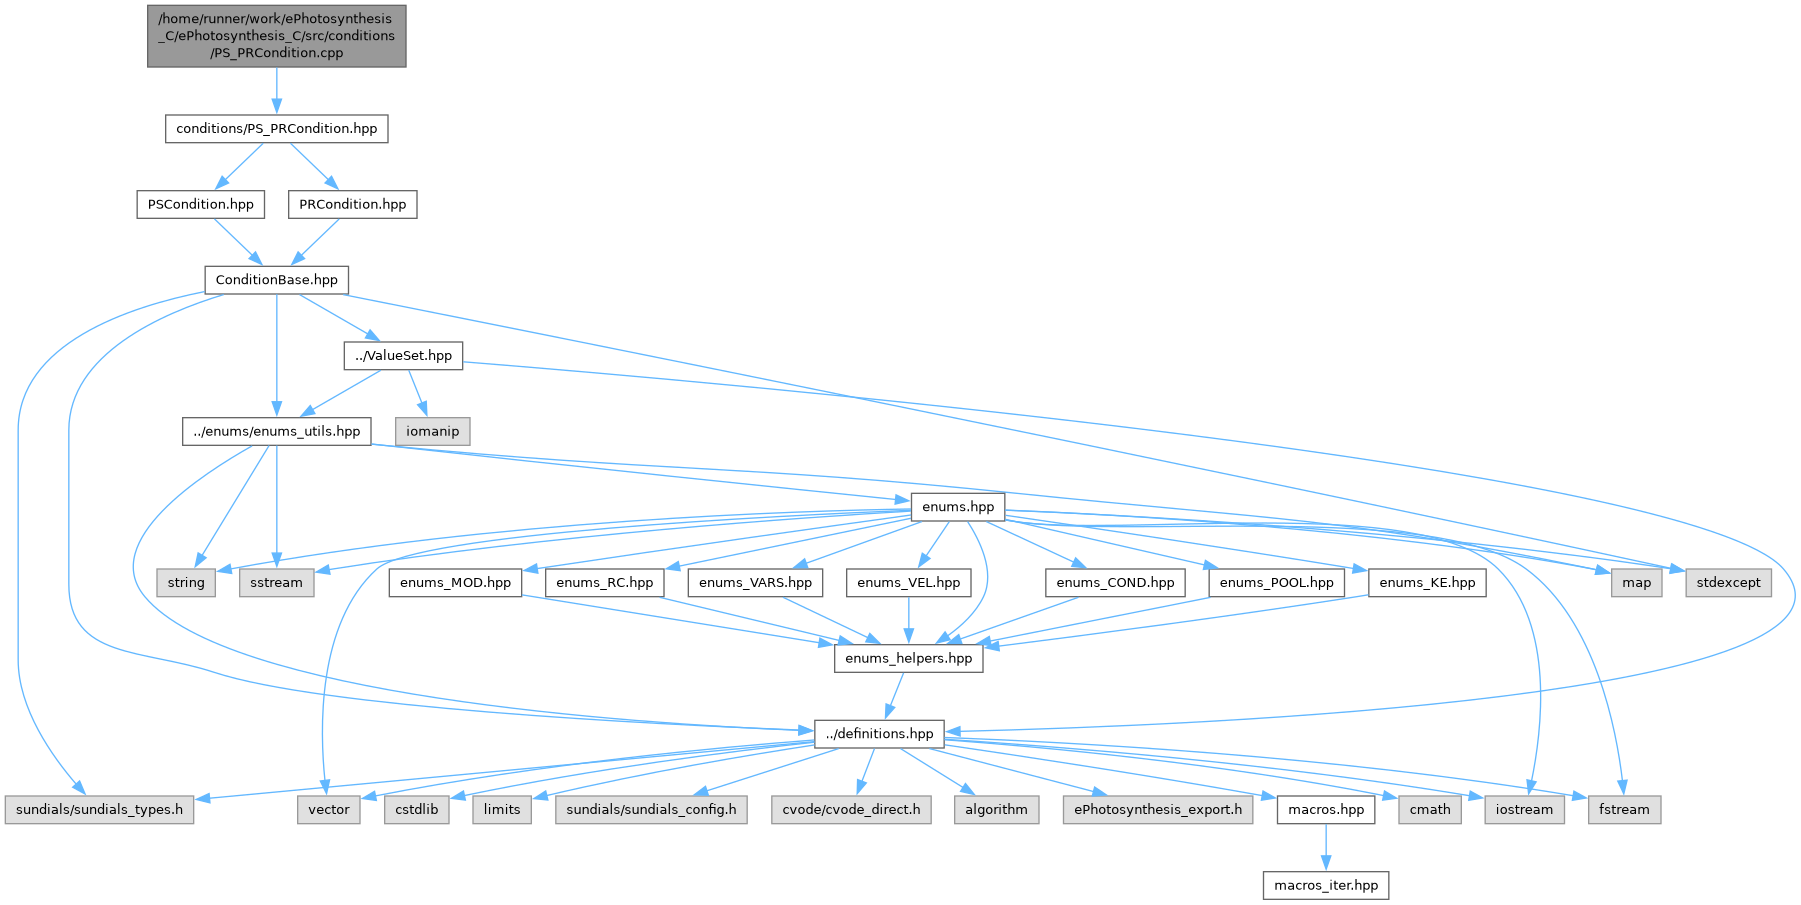 /home/runner/work/ePhotosynthesis
_C/ePhotosynthesis_C/src/conditions
/PS_PRCondition.cpp
conditions/PS_PRCondition.hpp
PSCondition.hpp
PRCondition.hpp
ConditionBase.hpp
../ValueSet.hpp
../enums/enums_utils.hpp
iomanip
enums.hpp
string
sstream
enums_MOD.hpp
enums_RC.hpp
enums_VARS.hpp
enums_VEL.hpp
enums_COND.hpp
enums_POOL.hpp
enums_KE.hpp
map
stdexcept
enums_helpers.hpp
../definitions.hpp
sundials/sundials_types.h
vector
cstdlib
limits
sundials/sundials_config.h
cvode/cvode_direct.h
algorithm
ePhotosynthesis_export.h
macros.hpp
cmath
iostream
fstream
macros_iter.hpp